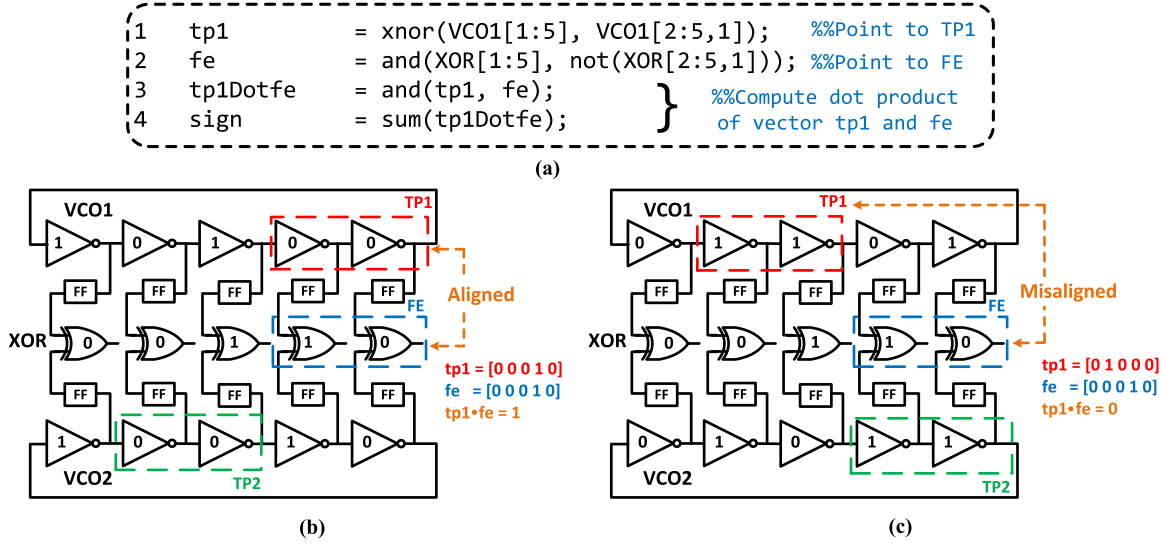 1 tp1 = xnor(VCO1[1:5], VCO1[2:5,1]); %%Point to TP1
2 fe = and(XOR[1:5], not(XOR[2:5,1])); %%Point to FE
3 tp1Dotfe = and(tp1, fe);
4 sign = sum(tp1Dotfe);
} %%Compute dot product
of vector tp1 and fe
(a)
TP1
VCO1
1 0 1 0 0
FF FF FF FF FF
Aligned
FE
XOR 0 0 1 1 0
tp1 = [0 0 0 1 0]
fe = [0 0 0 1 0]
tp1•fe = 1
FF FF FF FF FF
1 0 0 1 0
VCO2
TP2
(b)
TP1
VCO1
0 1 1 0 1
FF FF FF FF FF
Misaligned
FE
XOR 0 0 1 1 0
tp1 = [0 1 0 0 0]
fe = [0 0 0 1 0]
tp1•fe = 0
FF FF FF FF FF
0 1 0 1 1
VCO2
TP2
(c)